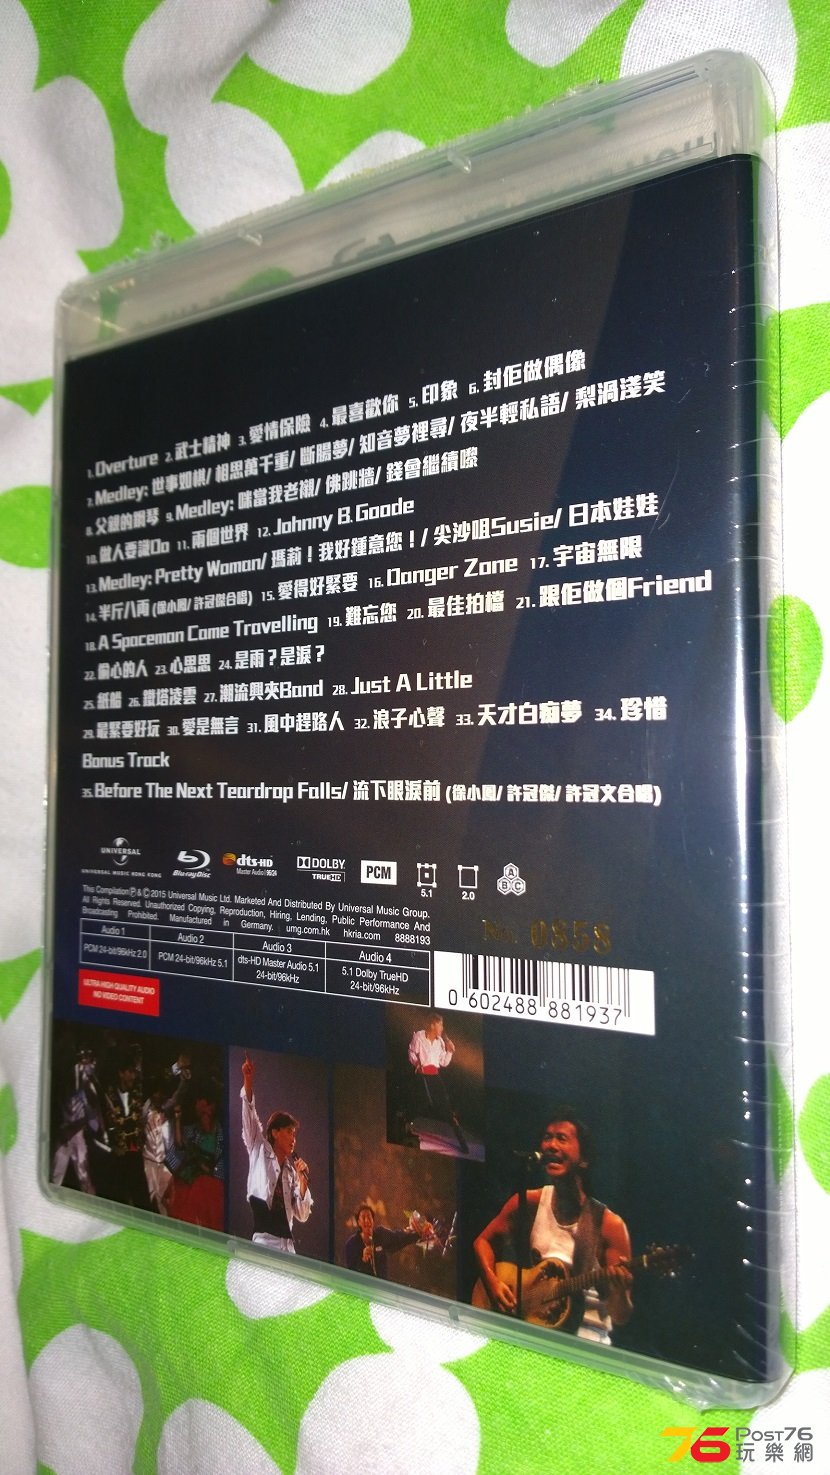 1. Overture 2. 武士精神 3. 愛情保險 4. 最喜歡你 5. 印象 6. 封佢做偶像
7. Medley: 世事如棋/ 相思萬千重/ 斷腸夢/ 知音夢裡尋/ 夜半輕私語/ 梨渦淺笑
8. 父親的鋼琴 9. Medley: 咪當我老襯/ 佛跳牆/ 錢會繼續嚟
10. 做人要識Do 11. 兩個世界 12. Johnny B. Goode
13. Medley: Pretty Woman/ 瑪莉！我好鍾意您！/ 尖沙咀Susie/ 日本娃娃
14. 半斤八兩 (徐小鳳/ 許冠傑合唱) 15. 愛得好緊要 16. Danger Zone 17. 宇宙無限
18. A Spaceman Came Travelling 19. 難忘您 20. 最佳拍檔 21. 跟佢做個Friend
22. 偷心的人 23. 心思思 24. 是雨？是淚？
25. 紙船 26. 鐵塔凌雲 27. 潮流興夾Band 28. Just A Little
29. 最緊要好玩 30. 愛是無言 31. 風中趕路人 32. 浪子心聲 33. 天才白痴夢 34. 珍惜
Bonus Track
35. Before The Next Teardrop Falls/ 流下眼淚前 (徐小鳳/ 許冠傑/ 許冠文合唱)
UNIVERSAL
UNIVERSAL MUSIC HONG KONG
Blu-ray Disc
dts-HD
Master Audio | 96/24
DOLBY
TRUEHD
PCM
5.1
2.0
A B C
This Compilation ℗ & © 2015 Universal Music Ltd. Marketed And Distributed By Universal Music Group.
All Rights Reserved. Unauthorized Copying, Reproduction, Hiring, Lending, Public Performance And
Broadcasting Prohibited. Manufactured in Germany. umg.com.hk hkria.com 8888193
No. 0858
Audio 1 Audio 2 Audio 3 Audio 4
PCM 24-bit/96kHz 2.0
PCM 24-bit/96kHz 5.1
dts-HD Master Audio 5.1
24-bit/96kHz
5.1 Dolby TrueHD
24-bit/96kHz
ULTRA HIGH QUALITY AUDIO
NO VIDEO CONTENT
0 602488 881937
76 Post76
玩樂網